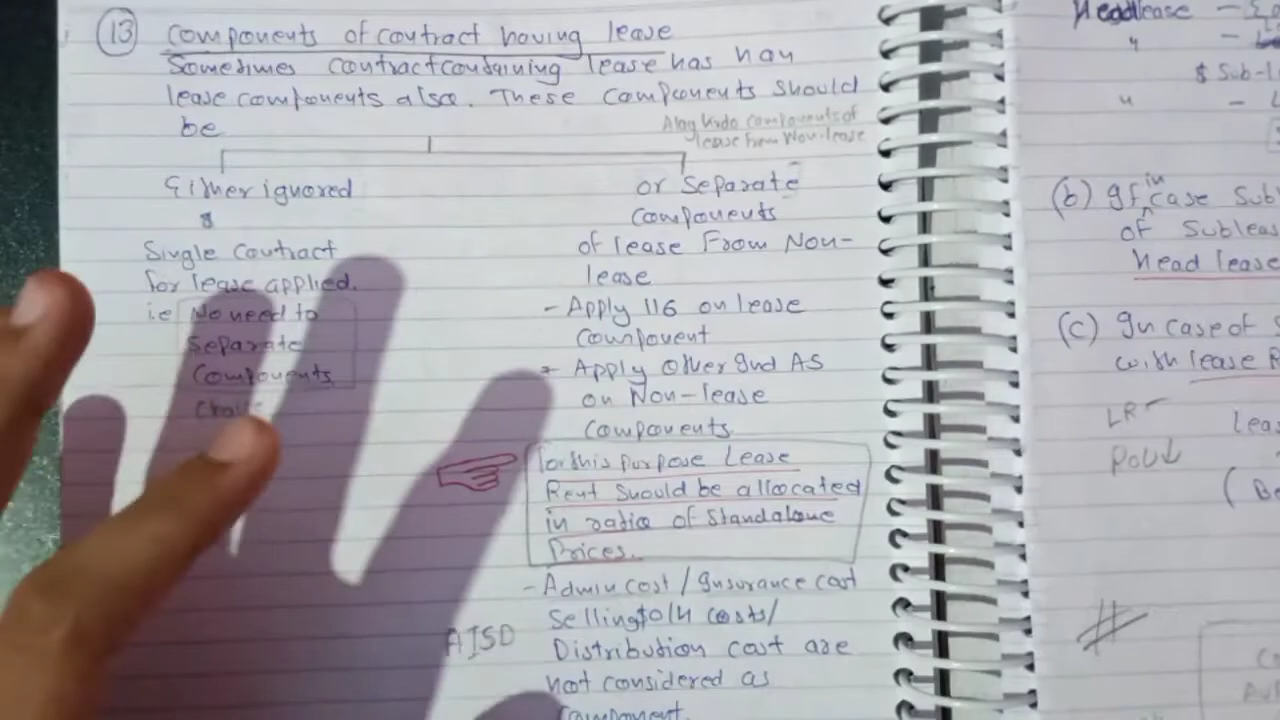 13 components of contract having lease
Sometimes contract containing lease has non
lease components also. These components should
be
Alag krdo components of
lease from Non-lease
Either ignored
Single contract
for lease applied.
i.e No need to
Separate
Components
or Separate
Components
of lease From Non-
lease
- Apply 116 on lease
Component
- Apply Other Ind AS
on Non-lease
Components
For this purpose Lease
Rent should be allocated
in ratio of Standalone
Prices.
- Admin cost / Insurance cost
Selling & o/h costs/
AISD
Distribution cost are
not considered as
Component.
Headlease -
"
-
$ Sub-l
"
-
(b) If in case Sub
of Subleas
Head lease
(c) In case of
with lease R
LR
leas
ROU↓
#